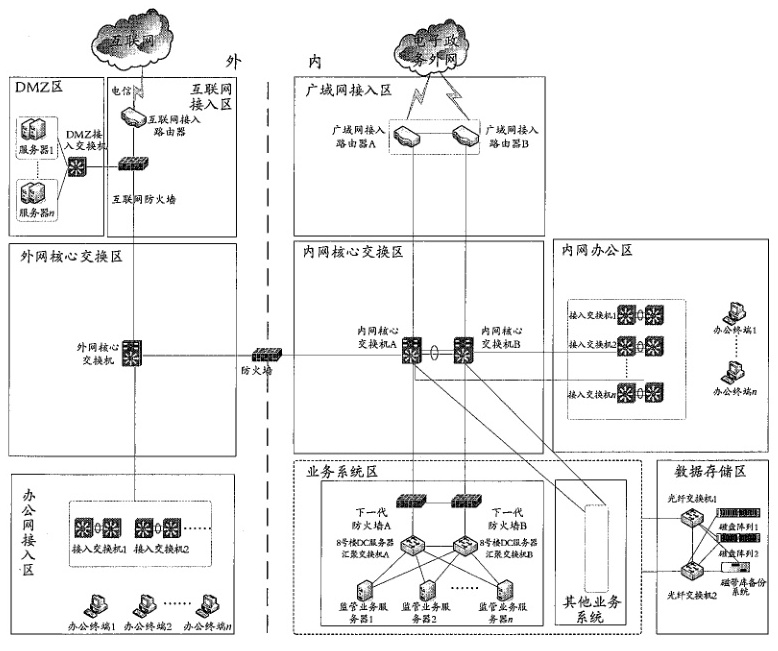 互联网
电子政
务外网
外
内
DMZ区
互联网
接入区
广域网接入区
电信
服务器1
DMZ接
入交换机
互联网接入
路由器
广域网接入
路由器A
广域网接入
路由器B
服务器n
互联网防火墙
外网核心交换区
内网核心交换区
内网办公区
外网核心
交换机
防火墙
内网核心
交换机A
内网核心
交换机B
接入交换机1
接入交换机2
接入交换机n
办公终端1
办公终端n
办公网接入区
接入交换机1
接入交换机2
办公终端1
办公终端2
办公终端n
业务系统区
下一代
防火墙A
下一代
防火墙B
8号楼DC服务器
汇聚交换机A
8号楼DC服务器
汇聚交换机B
监管业务服
务器1
监管业务服
务器2
监管业务服
务器n
其他业务
系统
数据存储区
光纤交换机1
磁盘阵列1
磁盘阵列2
光纤交换机2
磁带库备份
系统